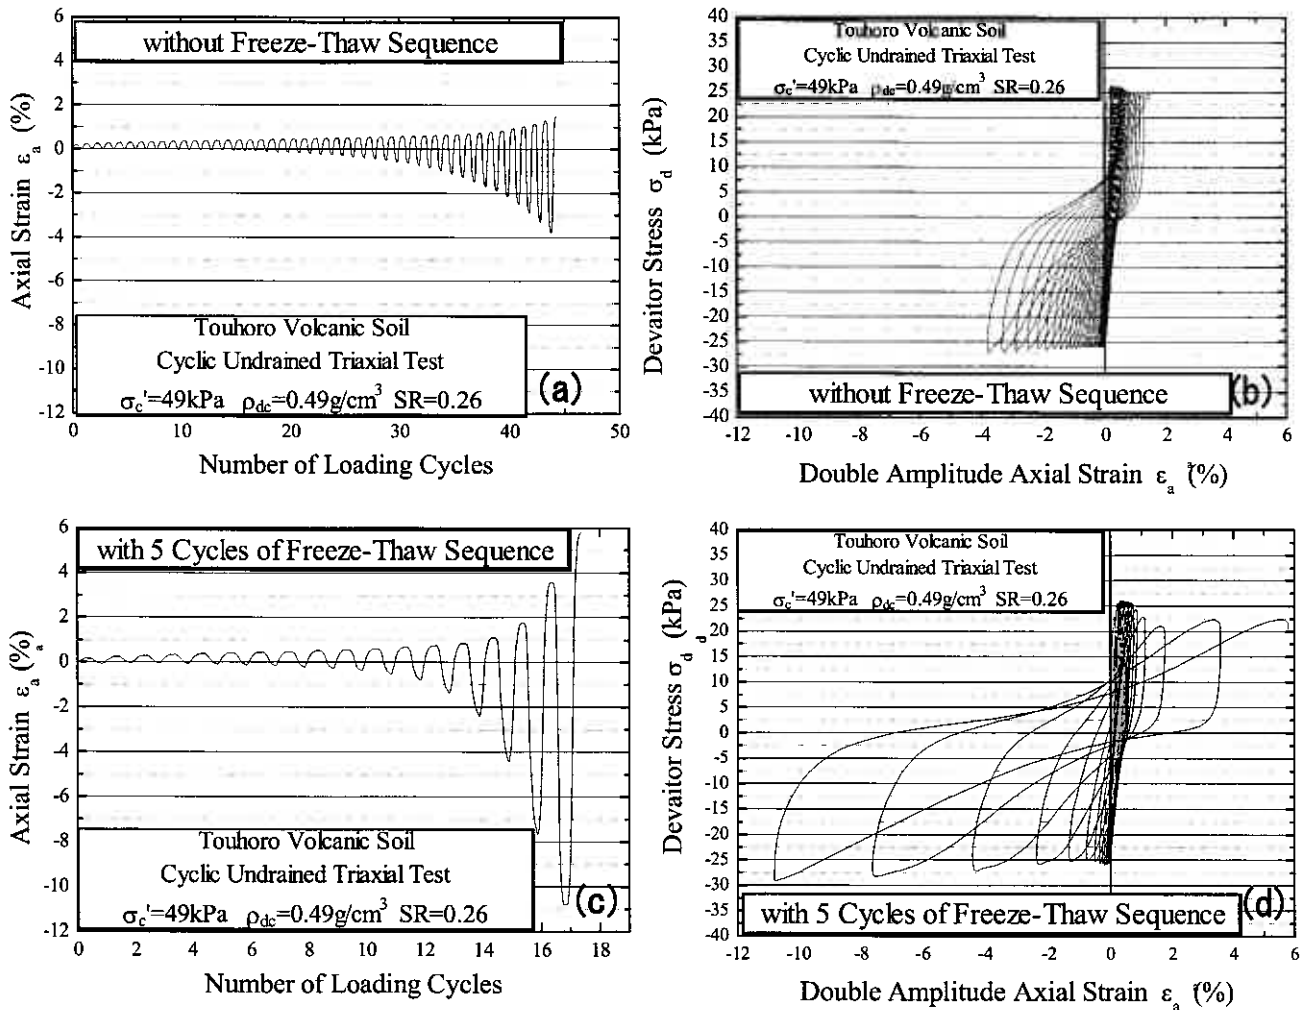 without Freeze-Thaw Sequence
6
4
2
0
-2
-4
-6
-8
-10
-12
Axial Strain εa (%)
Touhoro Volcanic Soil
Cyclic Undrained Triaxial Test
σc'=49kPa ρdc=0.49g/cm³ SR=0.26
(a)
0 10 20 30 40 50
Number of Loading Cycles
40
35
30
25
20
15
10
5
0
-5
-10
-15
-20
-25
-30
-35
-40
Devaitor Stress σd (kPa)
Touhoro Volcanic Soil
Cyclic Undrained Triaxial Test
σc'=49kPa ρdc=0.49g/cm³ SR=0.26
without Freeze-Thaw Sequence
(b)
-12 -10 -8 -6 -4 -2 0 2 4 6
Double Amplitude Axial Strain εa (%)
with 5 Cycles of Freeze-Thaw Sequence
6
4
2
0
-2
-4
-6
-8
-10
-12
Axial Strain εa (%)
Touhoro Volcanic Soil
Cyclic Undrained Triaxial Test
σc'=49kPa ρdc=0.49g/cm³ SR=0.26
(c)
0 2 4 6 8 10 12 14 16 18
Number of Loading Cycles
40
35
30
25
20
15
10
5
0
-5
-10
-15
-20
-25
-30
-35
-40
Devaitor Stress σd (kPa)
Touhoro Volcanic Soil
Cyclic Undrained Triaxial Test
σc'=49kPa ρdc=0.49g/cm³ SR=0.26
with 5 Cycles of Freeze-Thaw Sequence
(d)
-12 -10 -8 -6 -4 -2 0 2 4 6
Double Amplitude Axial Strain εa (%)